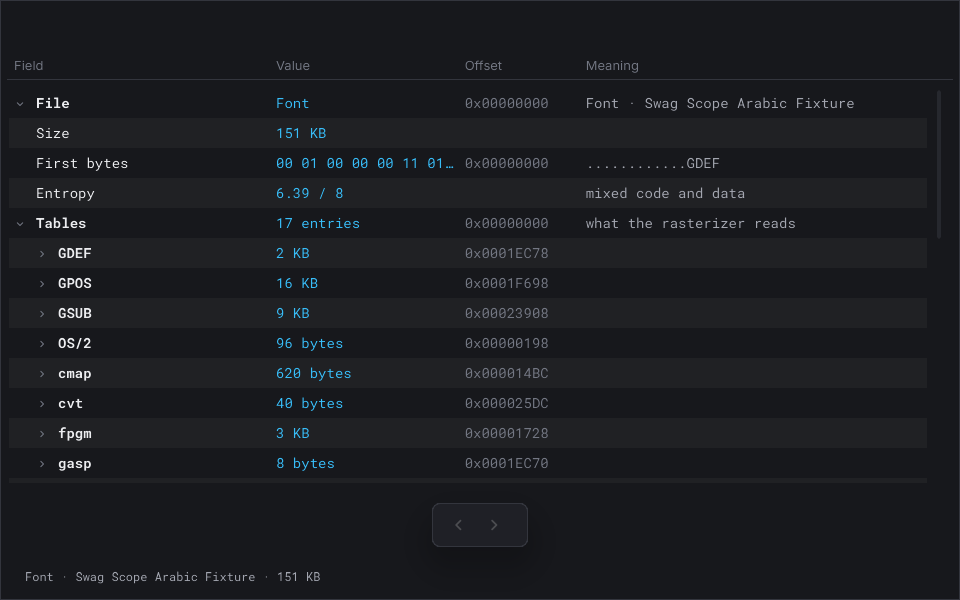 Field Value Offset Meaning
File Font 0x00000000 Font · Swag Scope Arabic Fixture
Size 151 KB
First bytes 00 01 00 00 00 11 01… 0x00000000 ............GDEF
Entropy 6.39 / 8 mixed code and data
Tables 17 entries 0x00000000 what the rasterizer reads
GDEF 2 KB 0x0001EC78
GPOS 16 KB 0x0001F698
GSUB 9 KB 0x00023908
OS/2 96 bytes 0x00000198
cmap 620 bytes 0x000014BC
cvt 40 bytes 0x000025DC
fpgm 3 KB 0x00001728
gasp 8 bytes 0x0001EC70
Font · Swag Scope Arabic Fixture · 151 KB